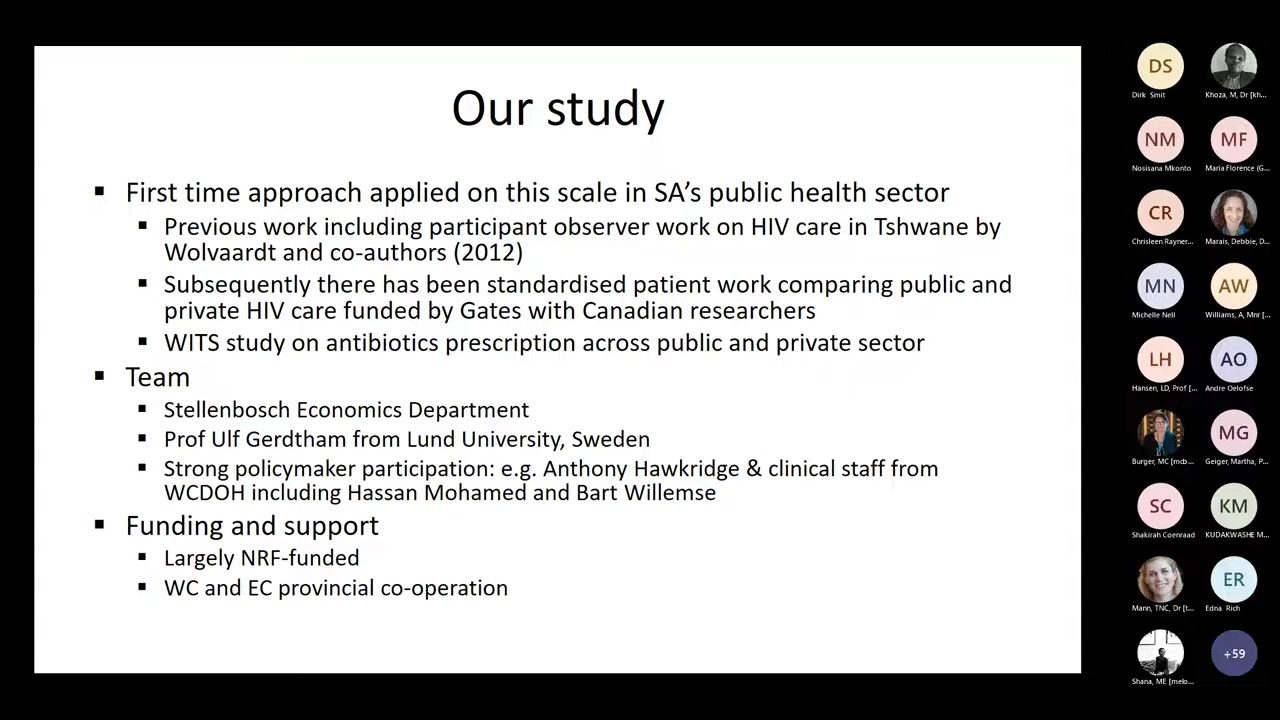 Our study
▪ First time approach applied on this scale in SA's public health sector
▪ Previous work including participant observer work on HIV care in Tshwane by
Wolvaardt and co-authors (2012)
▪ Subsequently there has been standardised patient work comparing public and
private HIV care funded by Gates with Canadian researchers
▪ WITS study on antibiotics prescription across public and private sector
▪ Team
▪ Stellenbosch Economics Department
▪ Prof Ulf Gerdtham from Lund University, Sweden
▪ Strong policymaker participation: e.g. Anthony Hawkridge & clinical staff from
WCDOH including Hassan Mohamed and Bart Willemse
▪ Funding and support
▪ Largely NRF-funded
▪ WC and EC provincial co-operation
DS
Dirk Smit
Khoza, M, Dr [kh...
NM
MF
Nosisana Mkonto
Maria Florence (G...
CR
Chrisleen Rayner...
Marais, Debbie, D...
MN
AW
Michelle Nell
Williams, A, Mnr [...
LH
AO
Hansen, LD, Prof [...
Andre Oelofse
MG
Burger, MC [mcb...
Geiger, Martha, P...
SC
KM
Shakirah Coenraad
KUDAKWASHE M...
ER
Mann, TNC, Dr [t...
Edna Rich
+59
Shana, ME [melo...